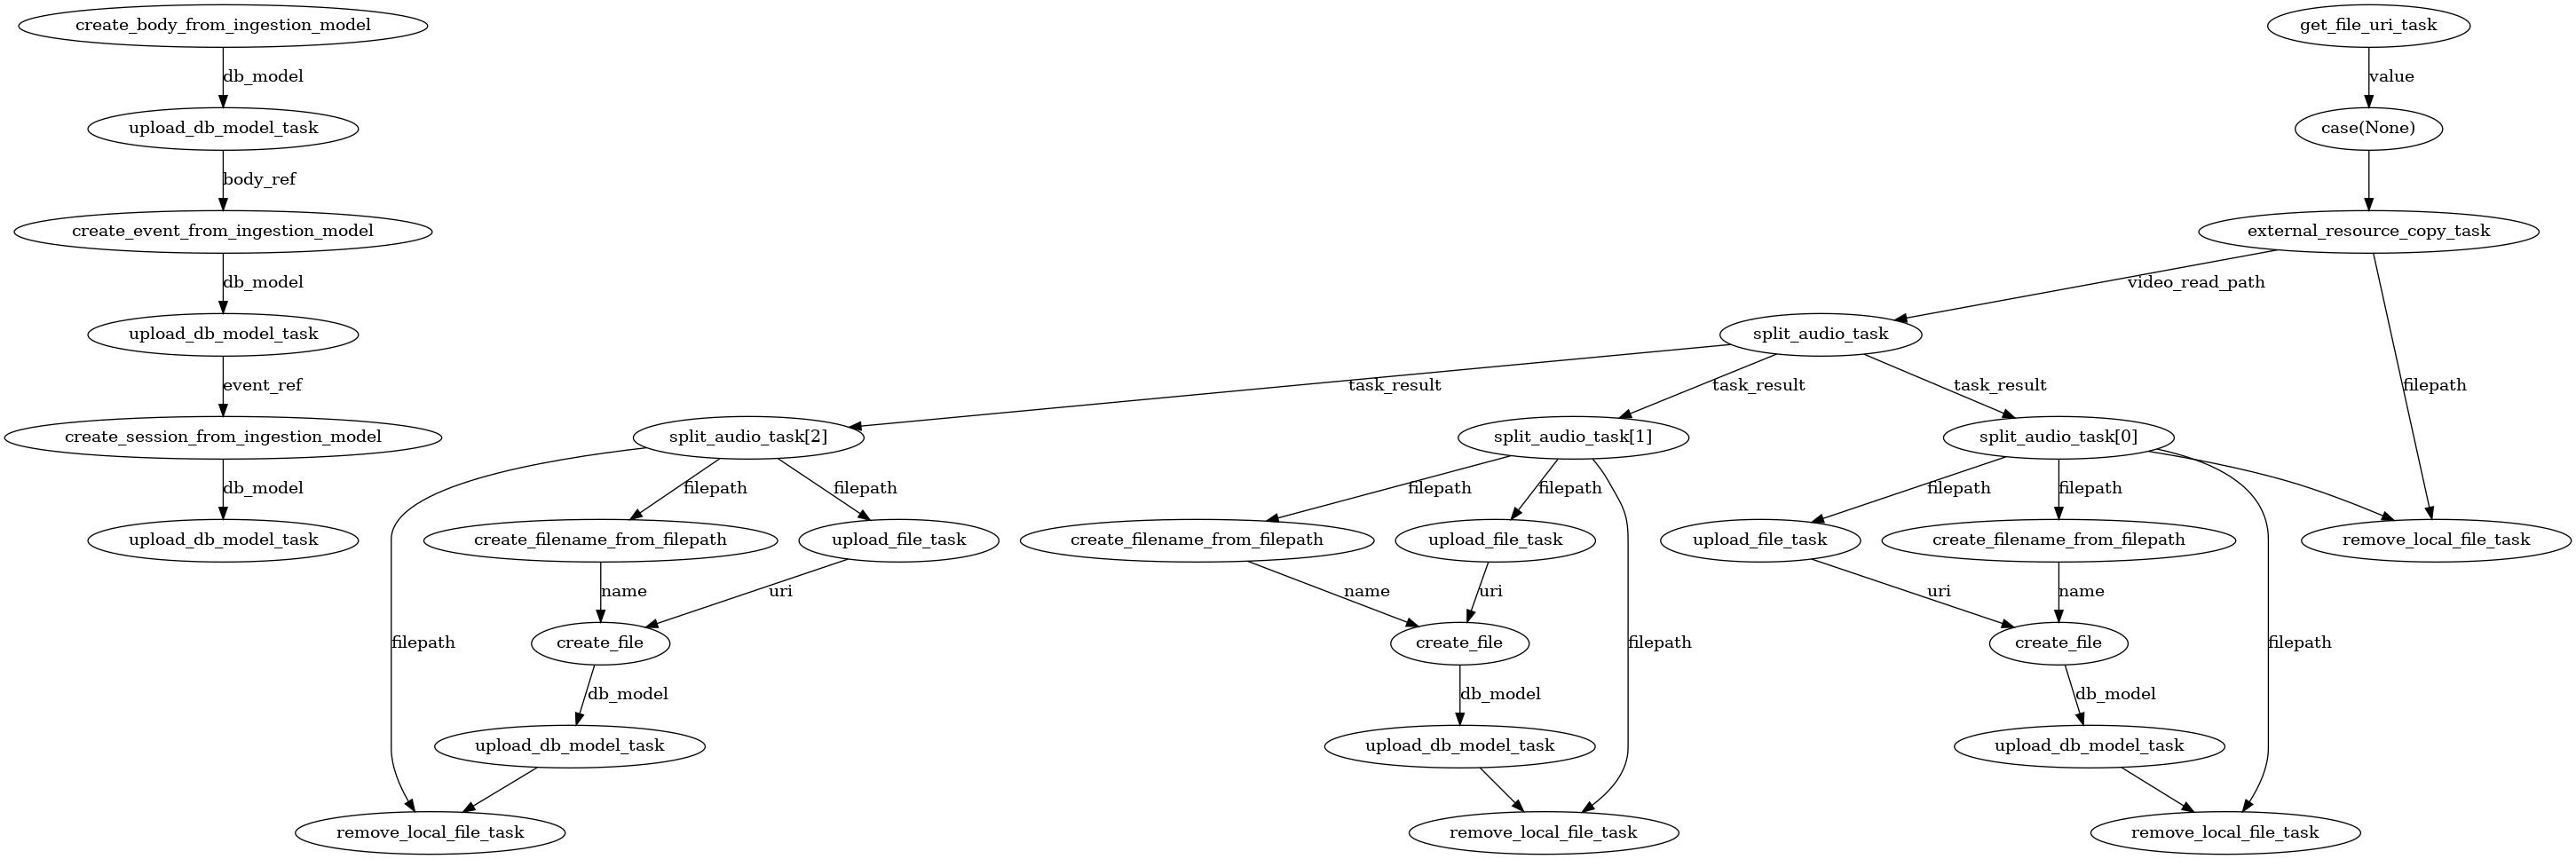 create_body_from_ingestion_model
get_file_uri_task
db_model
value
upload_db_model_task
case(None)
body_ref
create_event_from_ingestion_model
external_resource_copy_task
db_model
video_read_path
upload_db_model_task
split_audio_task
event_ref
task_result
task_result
task_result
filepath
create_session_from_ingestion_model
split_audio_task[2]
split_audio_task[1]
split_audio_task[0]
db_model
filepath
filepath
filepath
filepath
filepath
filepath
upload_db_model_task
create_filename_from_filepath
upload_file_task
create_filename_from_filepath
upload_file_task
upload_file_task
create_filename_from_filepath
remove_local_file_task
name
uri
name
uri
uri
name
filepath
create_file
create_file
filepath
create_file
filepath
db_model
db_model
db_model
upload_db_model_task
upload_db_model_task
upload_db_model_task
remove_local_file_task
remove_local_file_task
remove_local_file_task